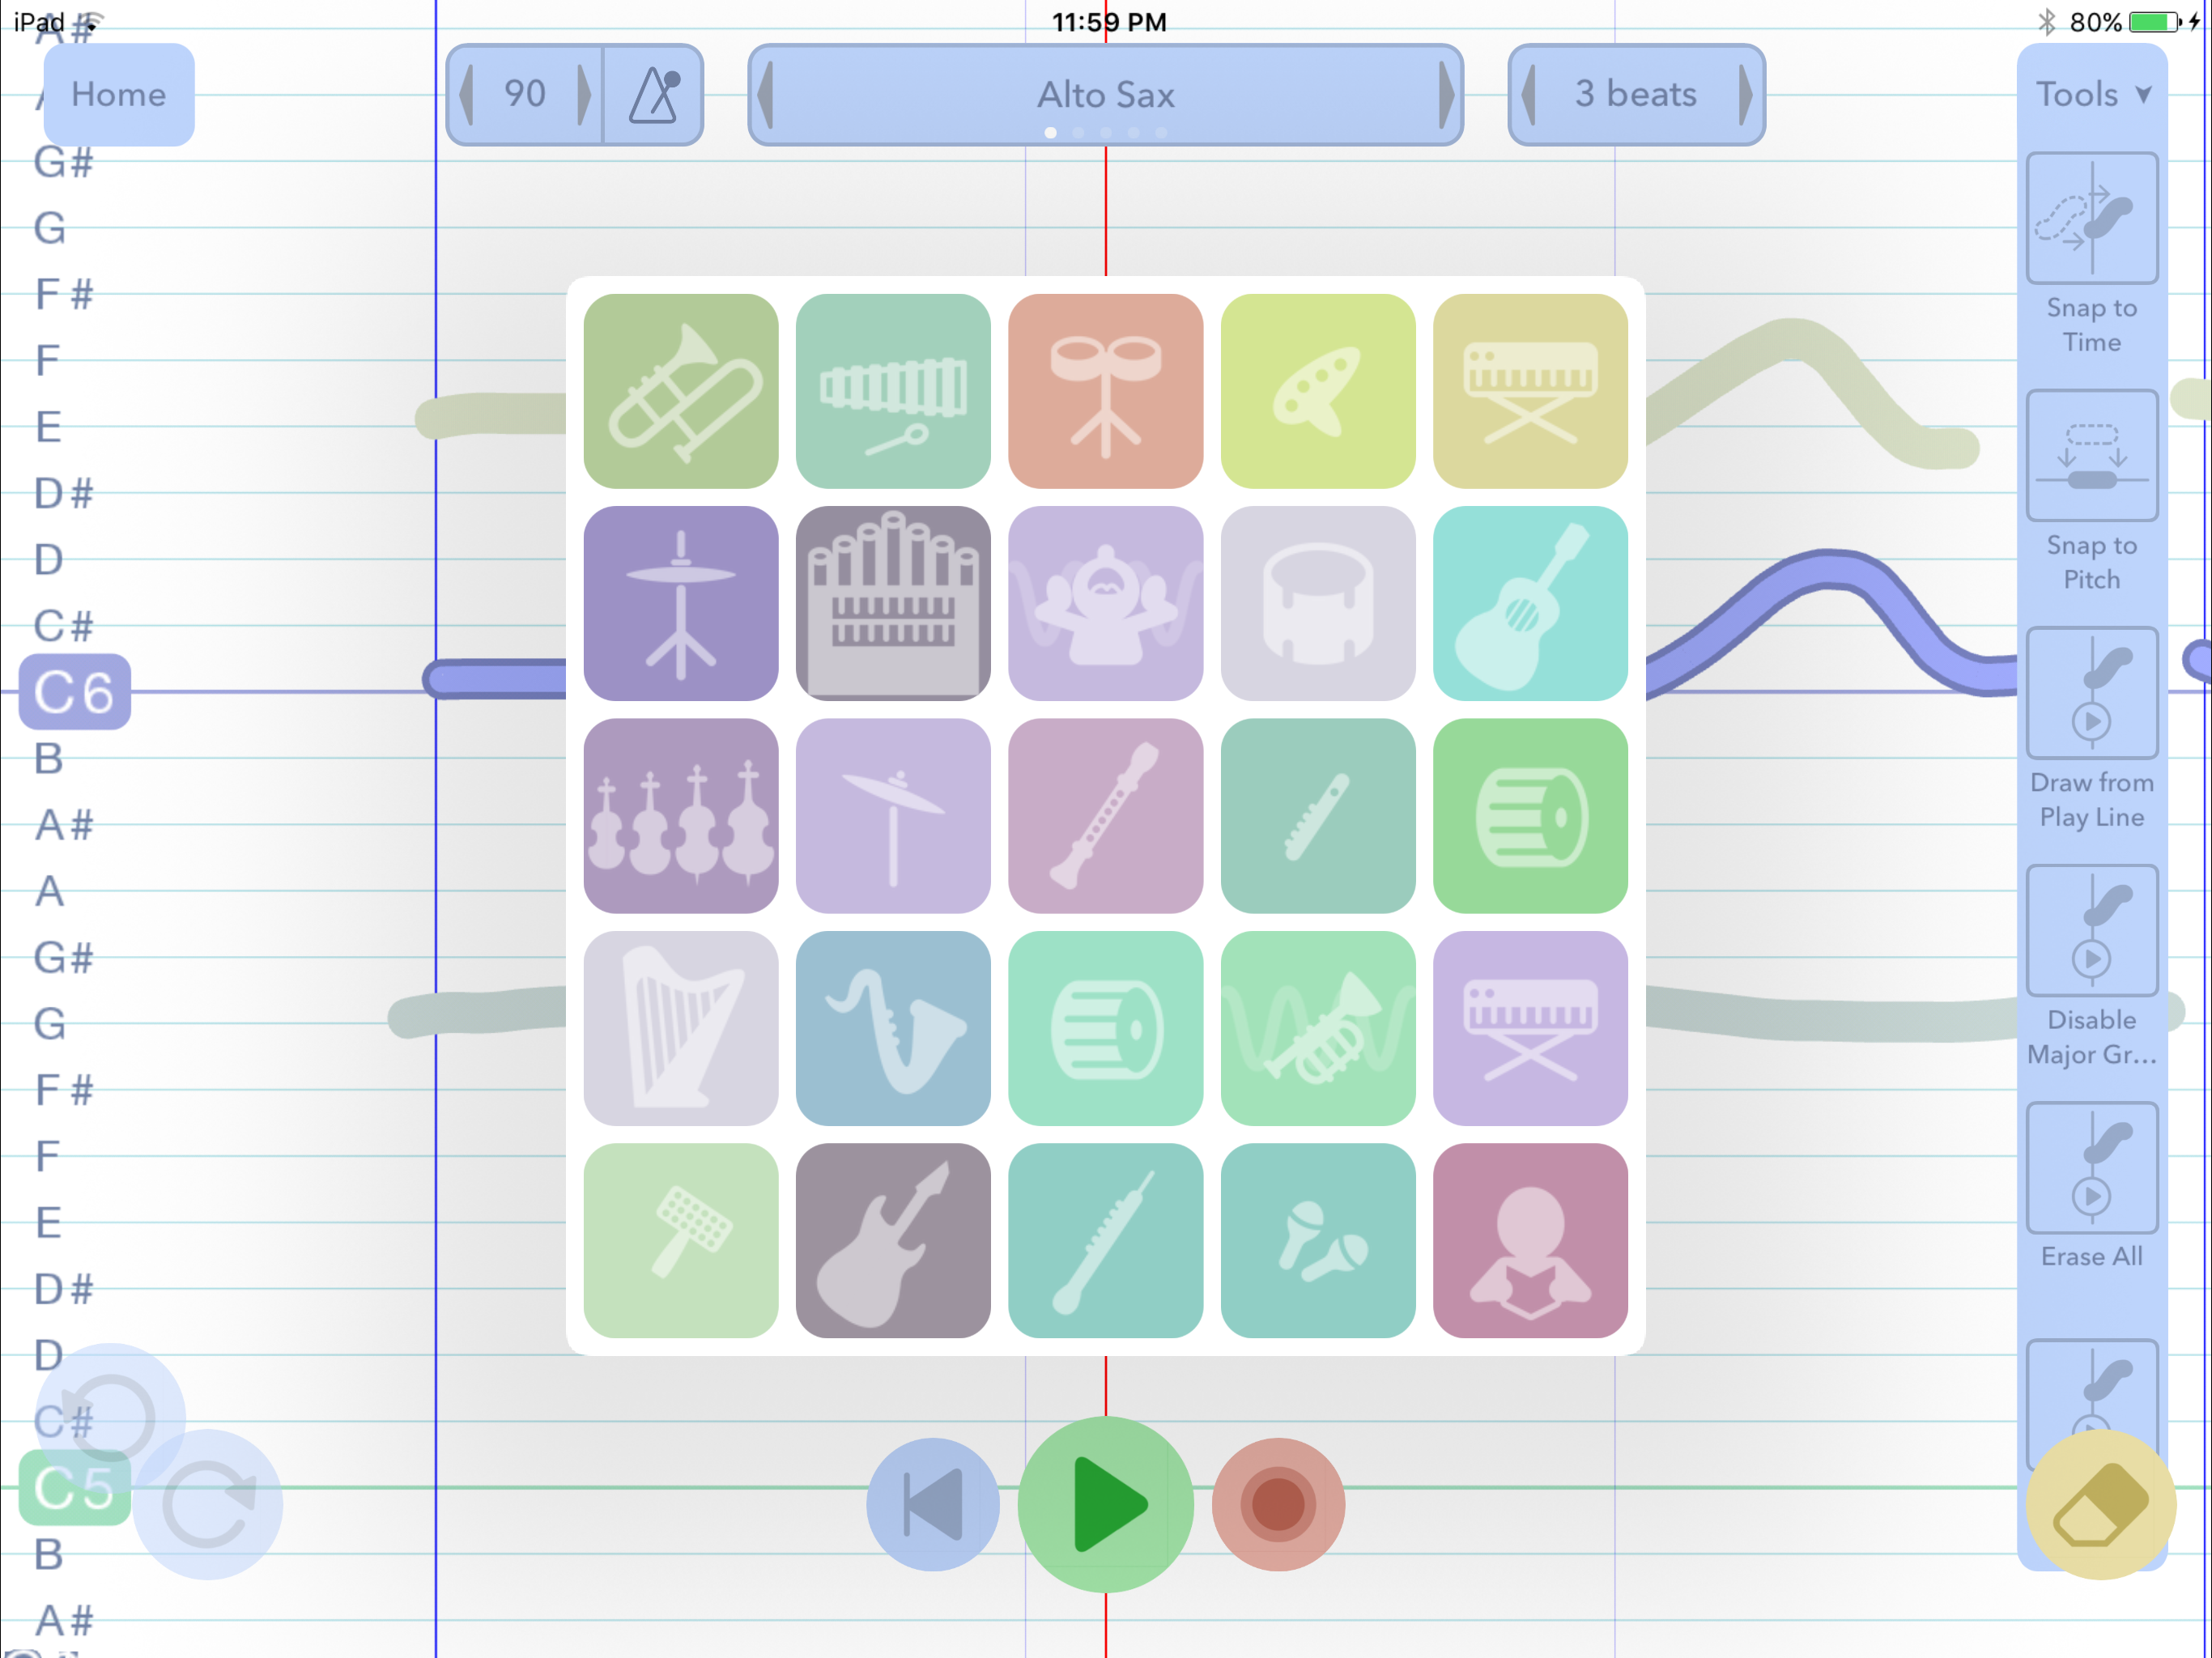 iPad 11:59 PM 80%
Home 90 Alto Sax 3 beats Tools
A#
G#
G
F#
F
E
D#
D
C#
C6
B
A#
A
G#
G
F#
F
E
D#
D
C#
C5
B
A#
Snap to
Time
Snap to
Pitch
Draw from
Play Line
Disable
Major Gr...
Erase All